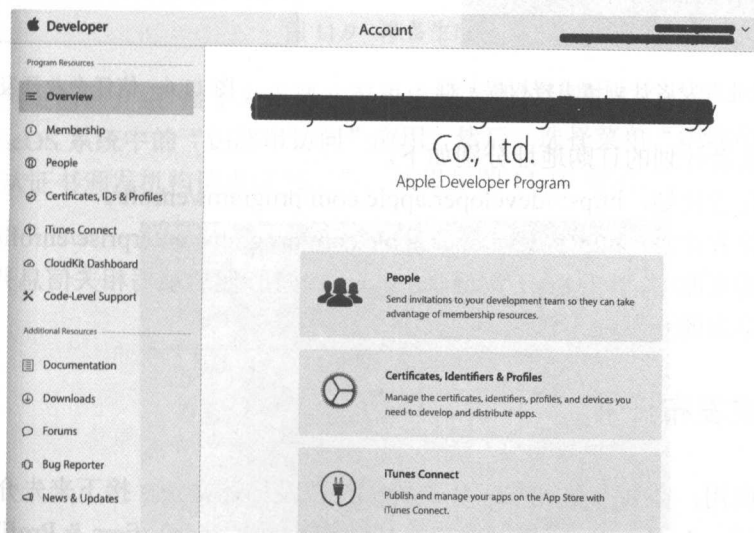 Developer
Account
Program Resources
Overview
Membership
People
Certificates, IDs & Profiles
iTunes Connect
CloudKit Dashboard
Code-Level Support
Additional Resources
Documentation
Downloads
Forums
Bug Reporter
News & Updates
Co., Ltd.
Apple Developer Program
People
Send invitations to your development team so they can take
advantage of membership resources.
Certificates, Identifiers & Profiles
Manage the certificates, identifiers, profiles, and devices you
need to develop and distribute apps.
iTunes Connect
Publish and manage your apps on the App Store with
iTunes Connect.